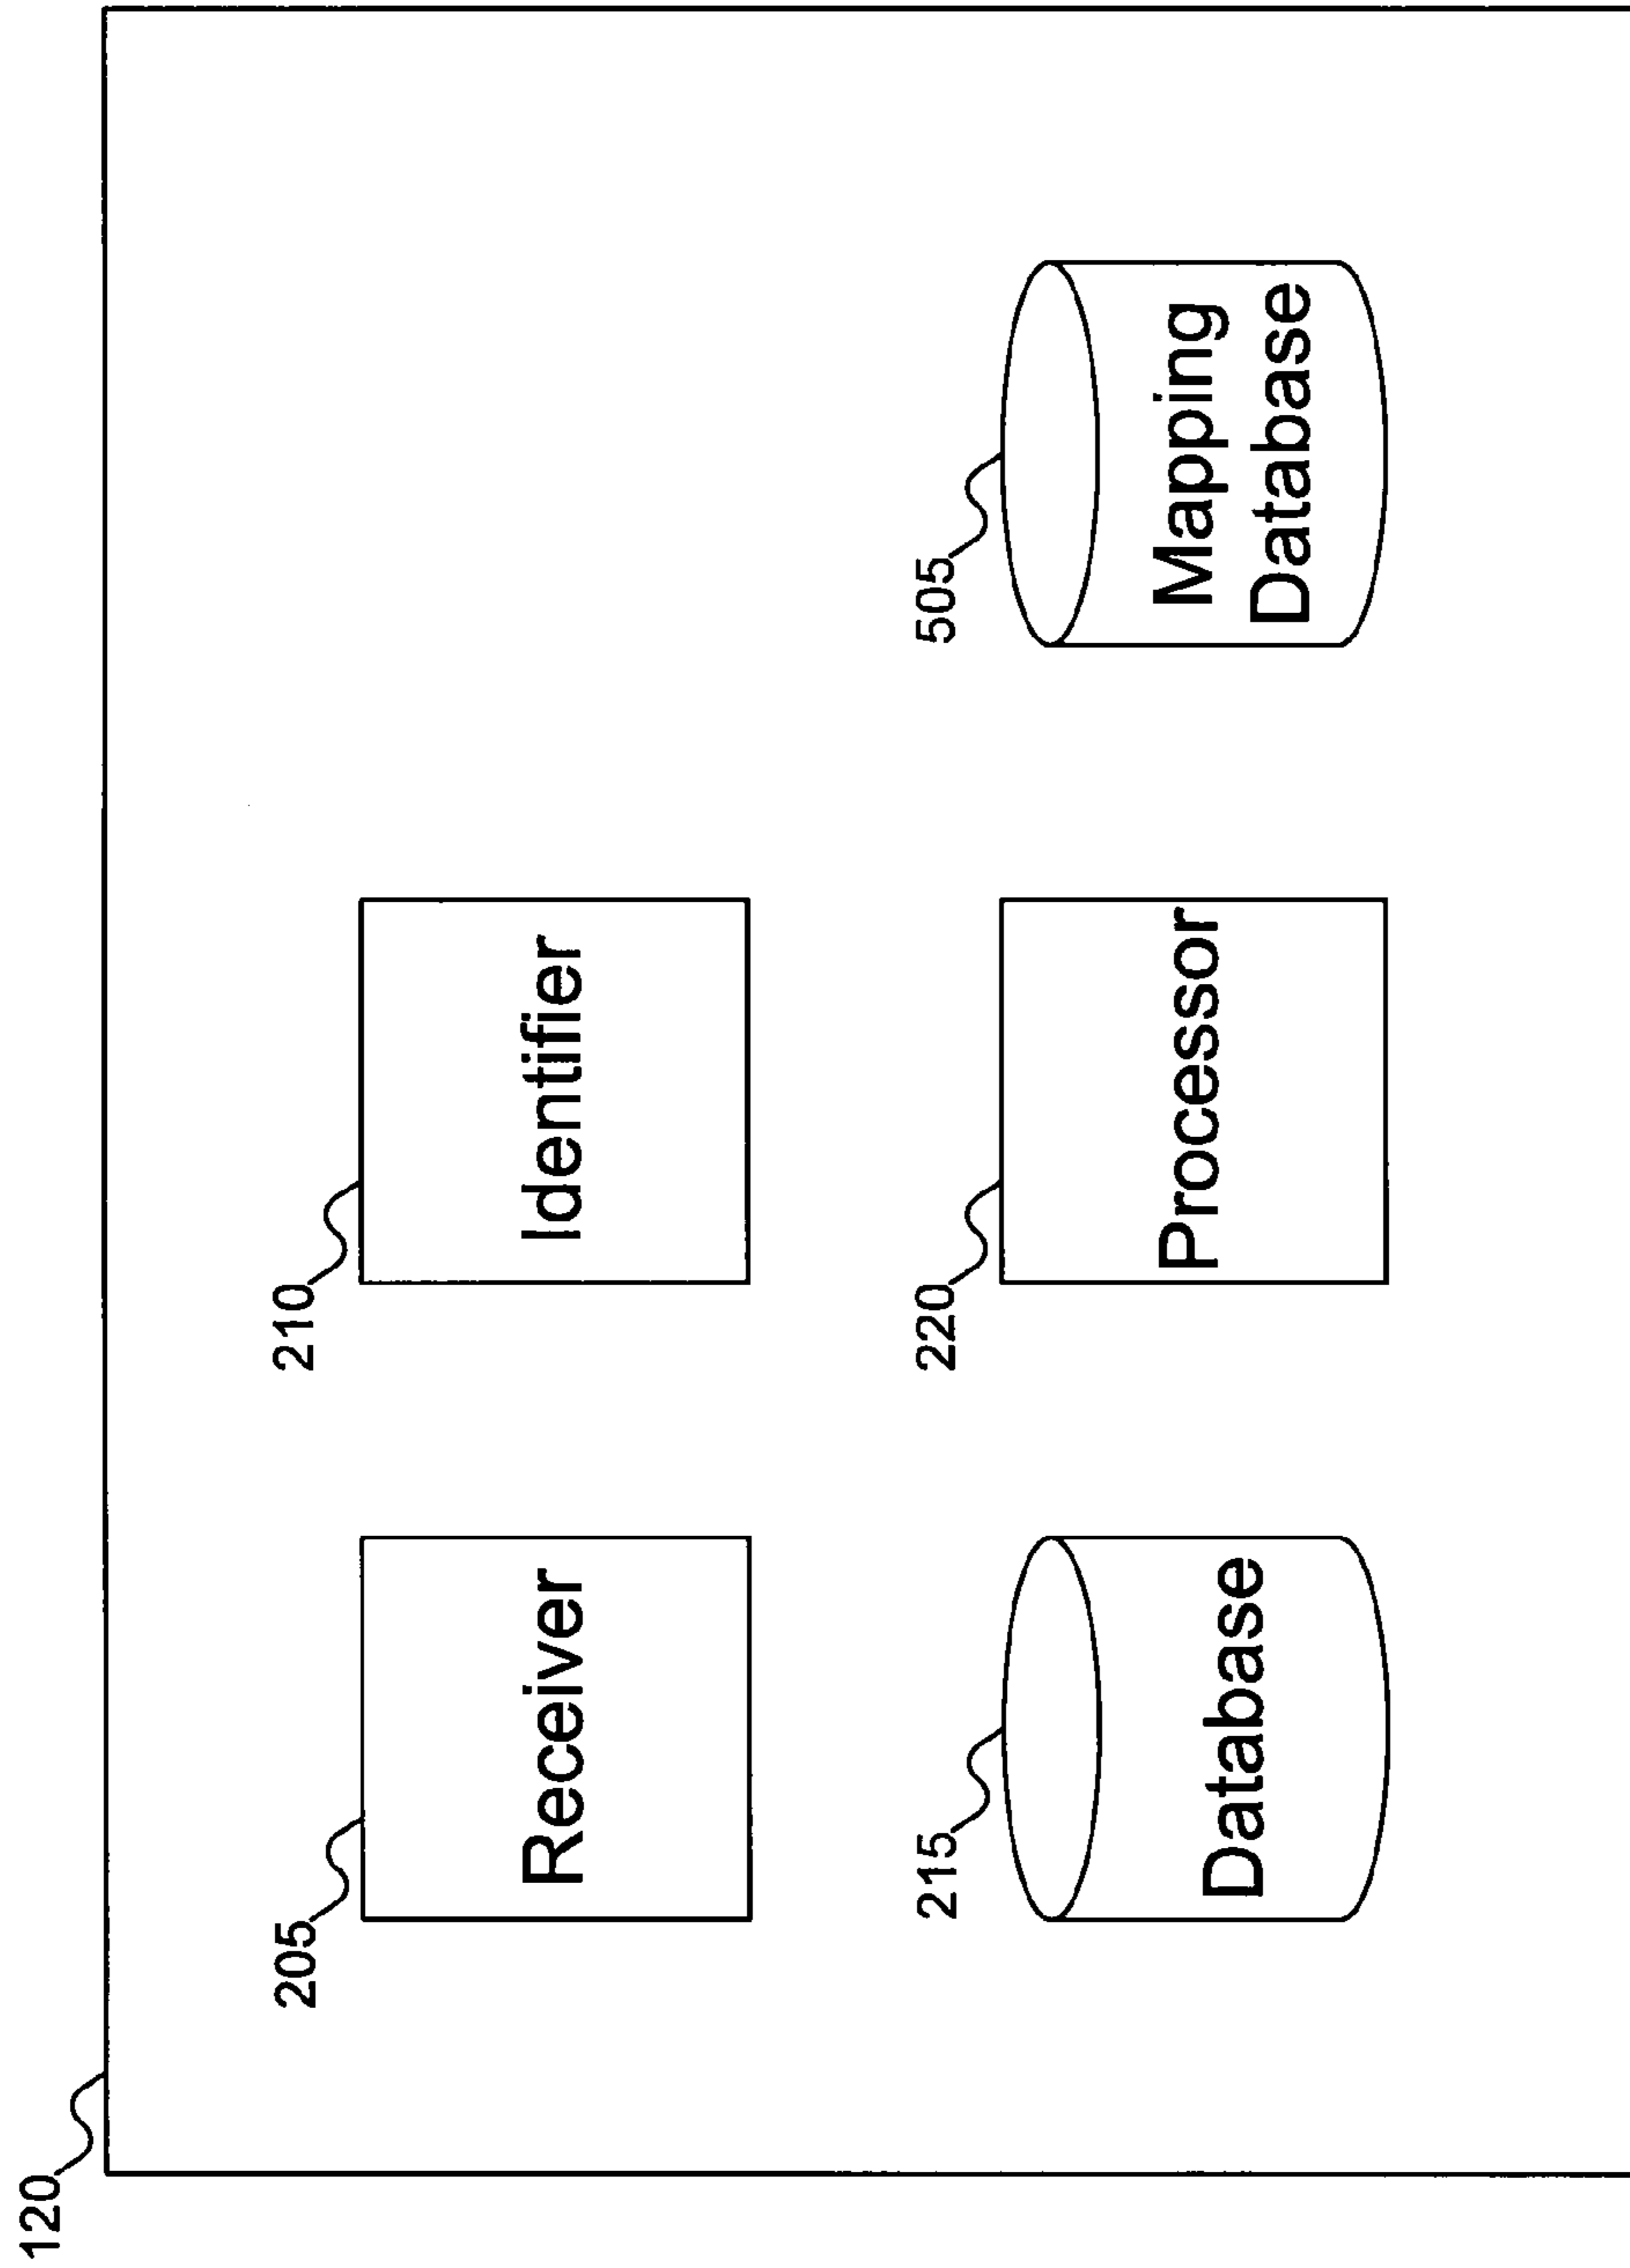 120
205
Receiver
210
Identifier
215
Database
220
Processor
505
Mapping
Database